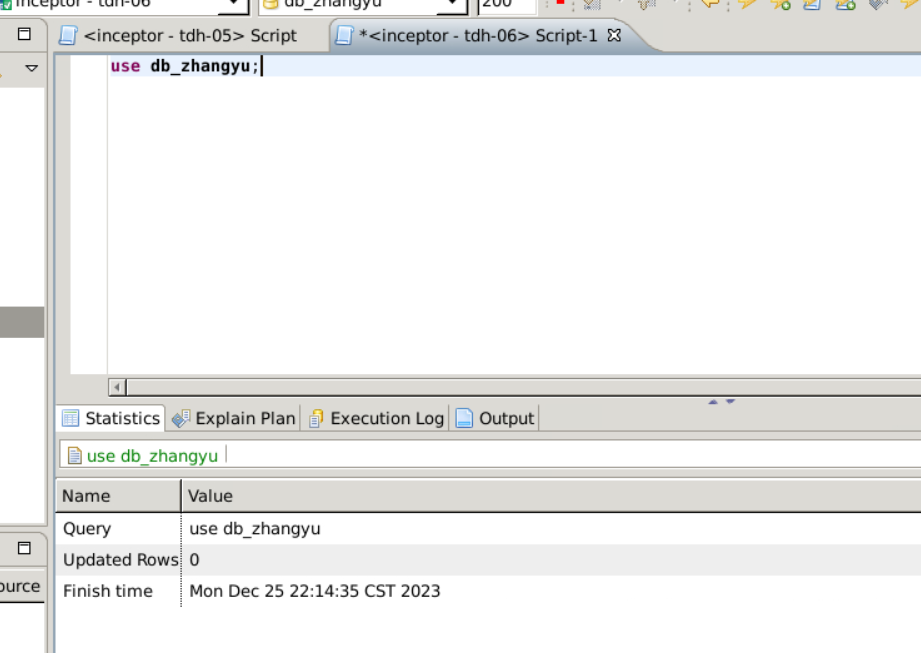 inceptor - tdh-06 db_zhangyu 200
<inceptor - tdh-05> Script *<inceptor - tdh-06> Script-1
use db_zhangyu;
Statistics Explain Plan Execution Log Output
use db_zhangyu
Name Value
Query use db_zhangyu
Updated Rows 0
ource Finish time Mon Dec 25 22:14:35 CST 2023